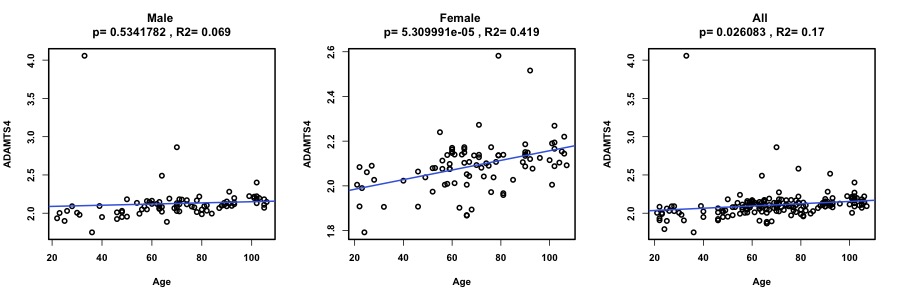 Male
p= 0.5341782 , R2= 0.069
ADAMTS4
4.0
3.5
3.0
2.5
2.0
20 40 60 80 100
Age
Female
p= 5.309991e-05 , R2= 0.419
ADAMTS4
2.6
2.4
2.2
2.0
1.8
20 40 60 80 100
Age
All
p= 0.026083 , R2= 0.17
ADAMTS4
4.0
3.5
3.0
2.5
2.0
20 40 60 80 100
Age